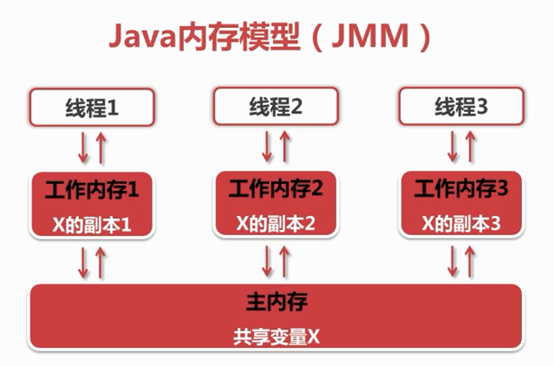 Java内存模型（JMM）
线程1
线程2
线程3
工作内存1
X的副本1
工作内存2
X的副本2
工作内存3
X的副本3
主内存
共享变量X